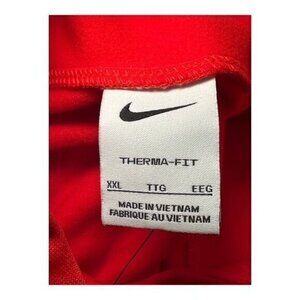 THERMA-FIT
XXL TTG EEG
MADE IN VIETNAM
FABRIQUE AU VIETNAM